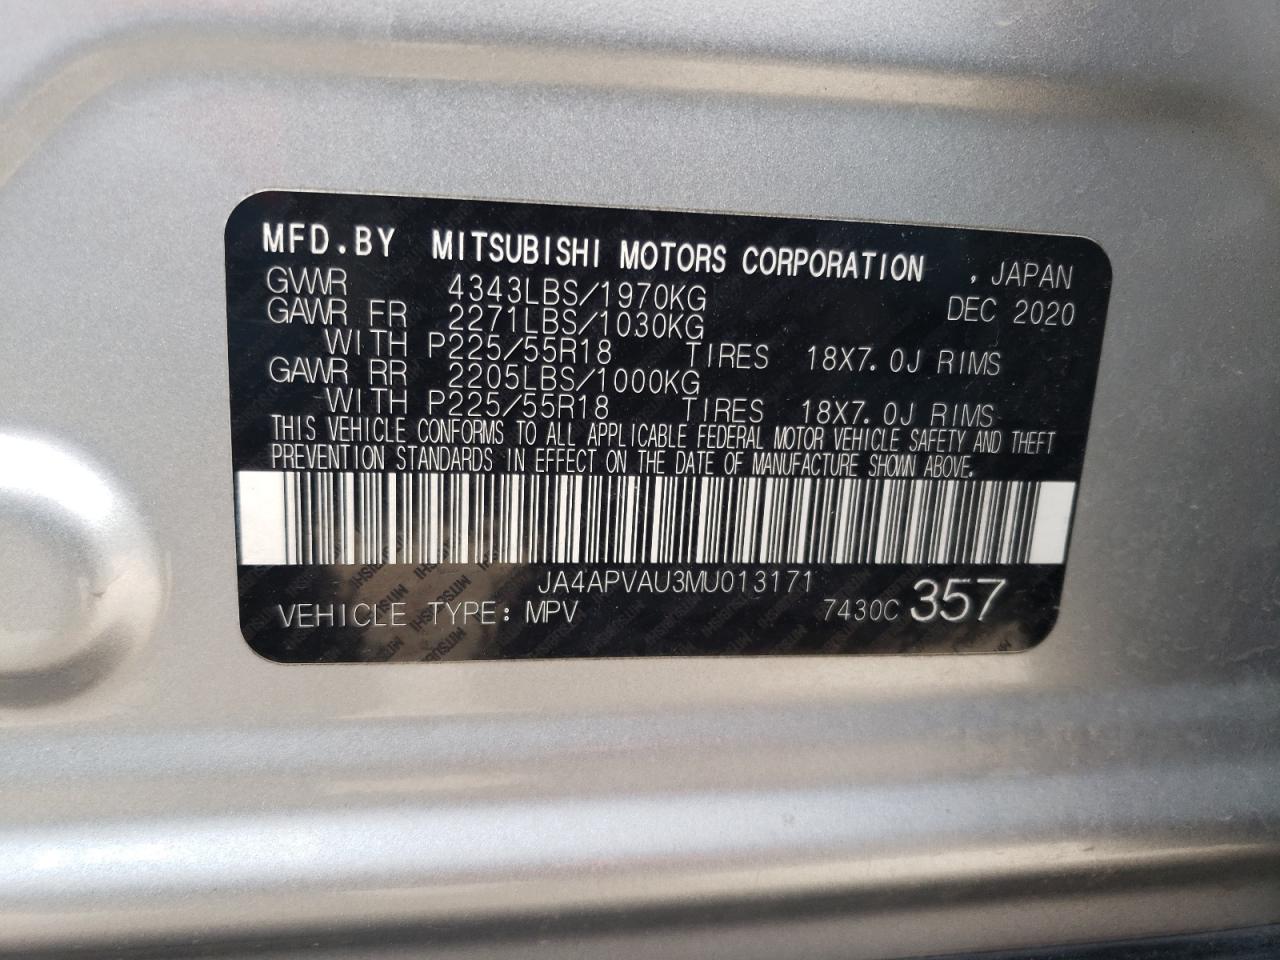 MFD.BY MITSUBISHI MOTORS CORPORATION , JAPAN
GVWR 4343LBS/1970KG DEC 2020
GAWR FR 2271LBS/1030KG
WITH P225/55R18 TIRES 18X7.0J RIMS
GAWR RR 2205LBS/1000KG
WITH P225/55R18 TIRES 18X7.0J RIMS
THIS VEHICLE CONFORMS TO ALL APPLICABLE FEDERAL MOTOR VEHICLE SAFETY AND THEFT
PREVENTION STANDARDS IN EFFECT ON THE DATE OF MANUFACTURE SHOWN ABOVE.
JA4APVAU3MU013171
VEHICLE TYPE: MPV 7430C 357